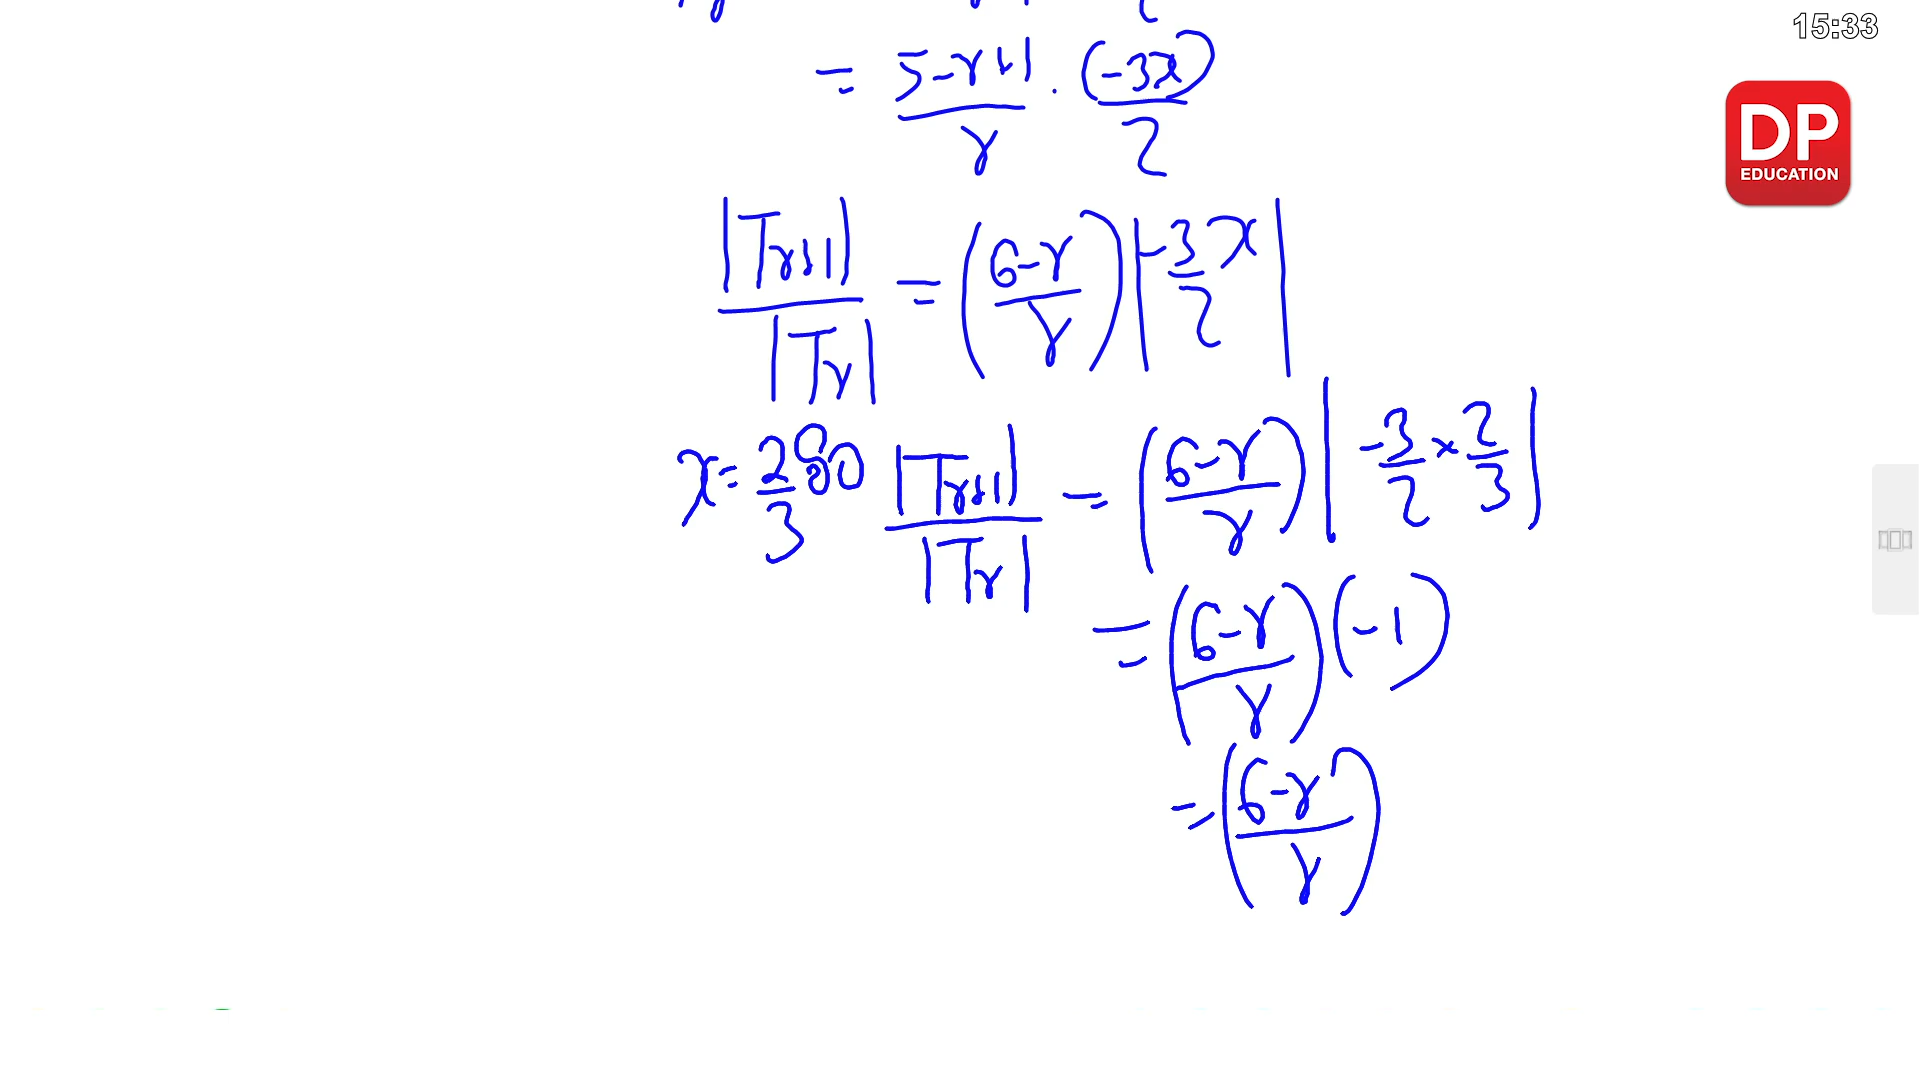 15:33
= 5-r+1/r . (-3x)/2
DP
EDUCATION
|Tr+1|/|Tr| = (6-r/r) |-3/2 x|
x = 2/3 |Tr+1|/|Tr| = (6-r/r) |-3/2 × 2/3|
= (6-r/r) (-1)
= (6-r/r)